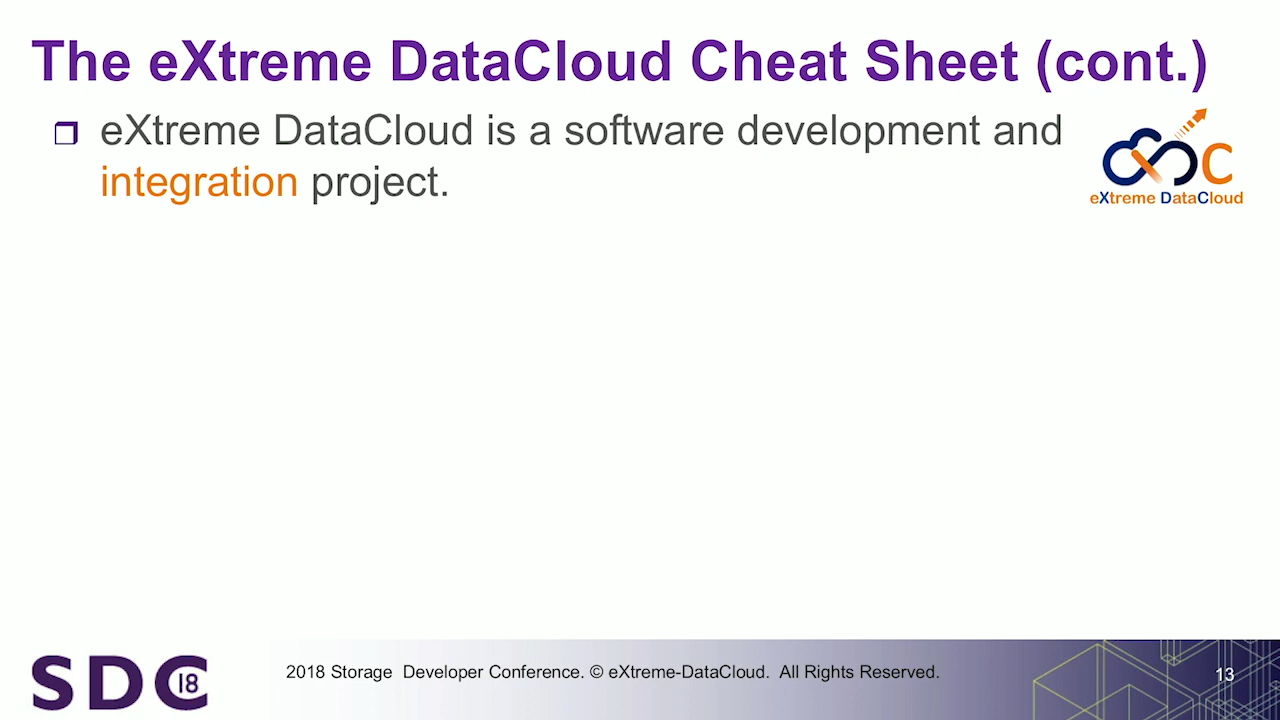 The eXtreme DataCloud Cheat Sheet (cont.)
eXtreme DataCloud is a software development and
integration project.
XDC
eXtreme DataCloud
SDC 18
2018 Storage Developer Conference. © eXtreme-DataCloud. All Rights Reserved.
13